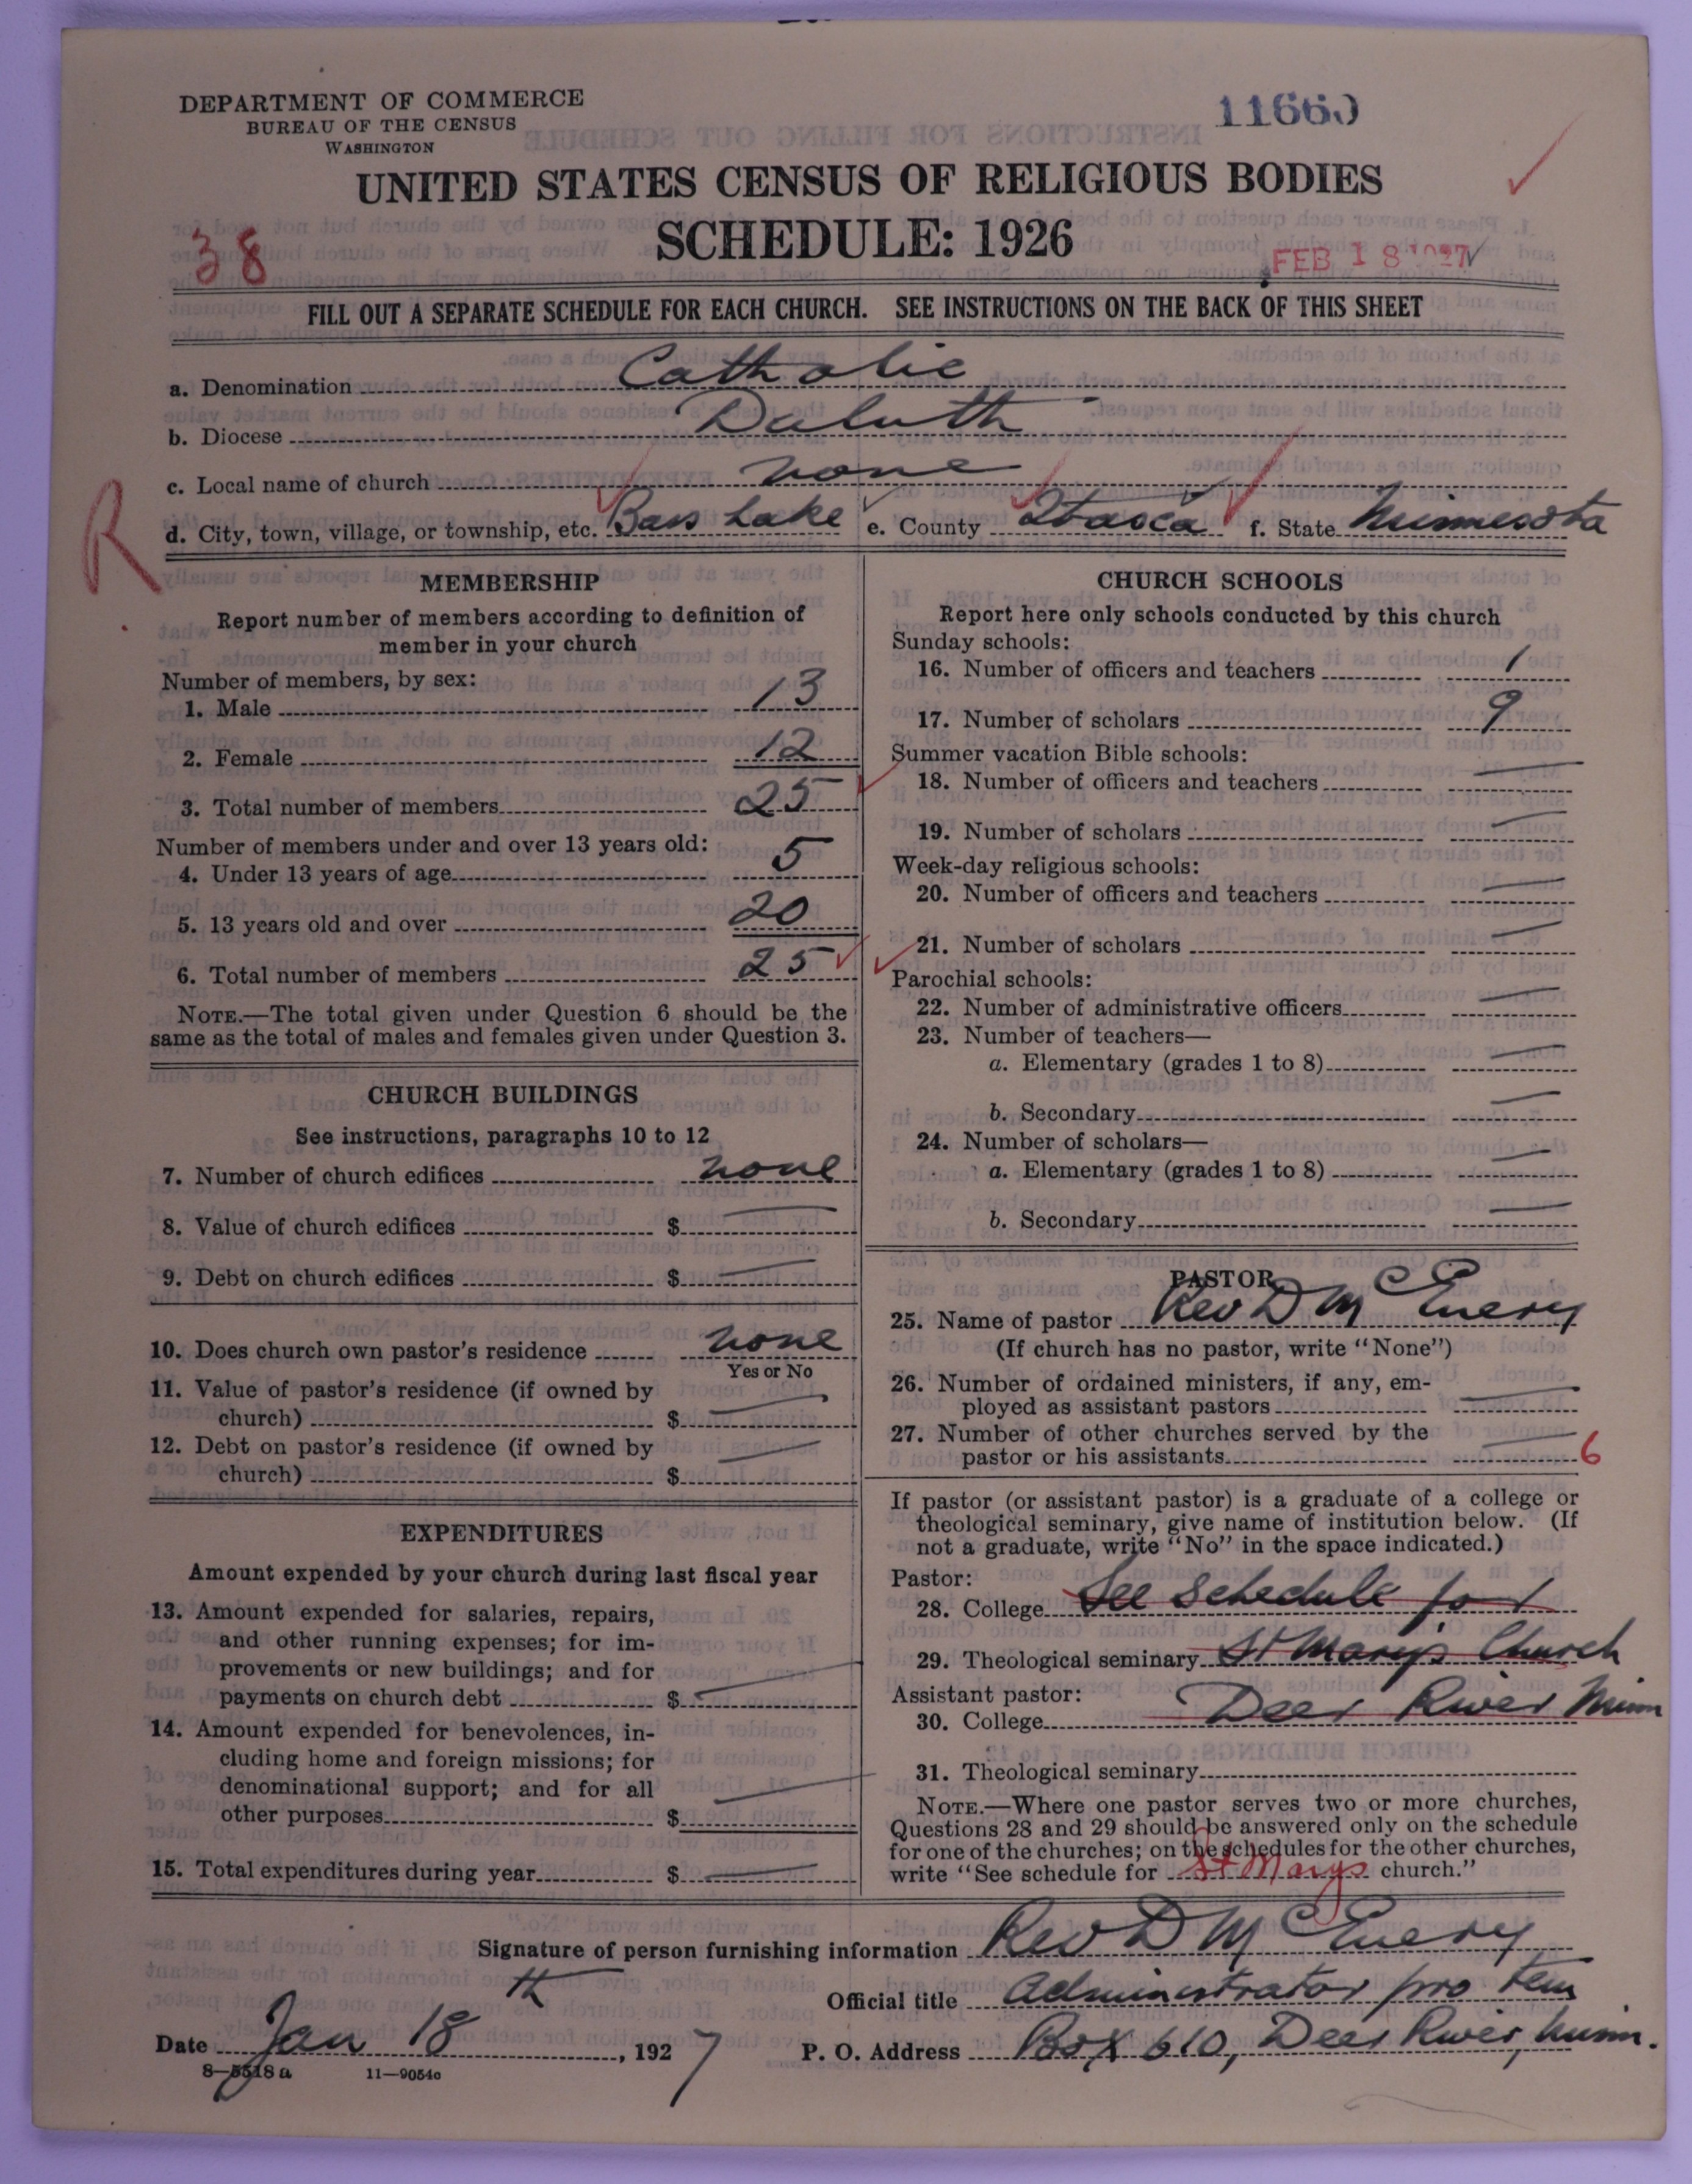 DEPARTMENT OF COMMERCE
BUREAU OF THE CENSUS
WASHINGTON
11660
UNITED STATES CENSUS OF RELIGIOUS BODIES
SCHEDULE: 1926
38
FEB 18 1927
FILL OUT A SEPARATE SCHEDULE FOR EACH CHURCH. SEE INSTRUCTIONS ON THE BACK OF THIS SHEET
a. Denomination Catholic
b. Diocese Duluth
c. Local name of church none
R
d. City, town, village, or township, etc. Bass Lake e. County Itasca f. State Minnesota
MEMBERSHIP
Report number of members according to definition of
member in your church
Number of members, by sex:
1. Male 13
2. Female 12
3. Total number of members 25
Number of members under and over 13 years old:
4. Under 13 years of age 5
5. 13 years old and over 20
6. Total number of members 25
NOTE.—The total given under Question 6 should be the
same as the total of males and females given under Question 3.
CHURCH BUILDINGS
See instructions, paragraphs 10 to 12
7. Number of church edifices none
8. Value of church edifices $ —
9. Debt on church edifices $ —
10. Does church own pastor's residence none
Yes or No
11. Value of pastor's residence (if owned by
church) $ —
12. Debt on pastor's residence (if owned by
church) $ —
EXPENDITURES
Amount expended by your church during last fiscal year
13. Amount expended for salaries, repairs,
and other running expenses; for im-
provements or new buildings; and for
payments on church debt $ —
14. Amount expended for benevolences, in-
cluding home and foreign missions; for
denominational support; and for all
other purposes $ —
15. Total expenditures during year $ —
CHURCH SCHOOLS
Report here only schools conducted by this church
Sunday schools:
16. Number of officers and teachers 1
17. Number of scholars 9
Summer vacation Bible schools:
18. Number of officers and teachers —
19. Number of scholars —
Week-day religious schools:
20. Number of officers and teachers —
21. Number of scholars —
Parochial schools:
22. Number of administrative officers —
23. Number of teachers—
a. Elementary (grades 1 to 8) —
b. Secondary —
24. Number of scholars—
a. Elementary (grades 1 to 8) —
b. Secondary —
PASTOR
25. Name of pastor Rev D McEnery
(If church has no pastor, write "None")
26. Number of ordained ministers, if any, em-
ployed as assistant pastors —
27. Number of other churches served by the
pastor or his assistants — 6
If pastor (or assistant pastor) is a graduate of a college or
theological seminary, give name of institution below. (If
not a graduate, write "No" in the space indicated.)
Pastor:
28. College See Schedule for
29. Theological seminary St Mary's Church
Assistant pastor:
30. College Deer River Minn
31. Theological seminary
NOTE.—Where one pastor serves two or more churches,
Questions 28 and 29 should be answered only on the schedule
for one of the churches; on the schedules for the other churches,
write "See schedule for St Marys church."
Signature of person furnishing information Rev D McEnery
Official title Administrator pro tem
Date Jan 18th, 1927
P. O. Address Box 610, Deer River, Minn.
8—5518 a 11—9054c